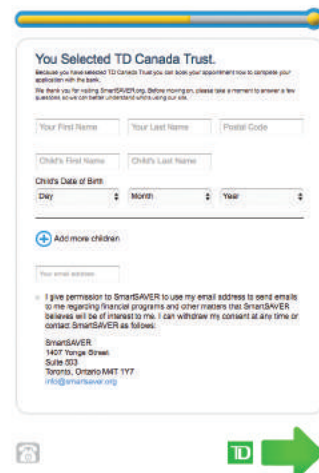 You Selected TD Canada Trust.
Because you have selected TD Canada Trust you can book your appointment now to complete your
application with the bank.
We thank you for visiting SmartSAVER.org. Before moving on, please take a moment to answer a few
questions so we can better understand who's using our site.
Your First Name
Your Last Name
Postal Code
Child's First Name
Child's Last Name
Child's Date of Birth
Day
Month
Year
Add more children
Your email address
I give permission to SmartSAVER to use my email address to send emails
to me regarding financial programs and other matters that SmartSAVER
believes will be of interest to me. I can withdraw my consent at any time or
contact SmartSAVER as follows:
SmartSAVER
1407 Yonge Street
Suite 503
Toronto, Ontario M4T 1Y7
info@smartsaver.org
TD